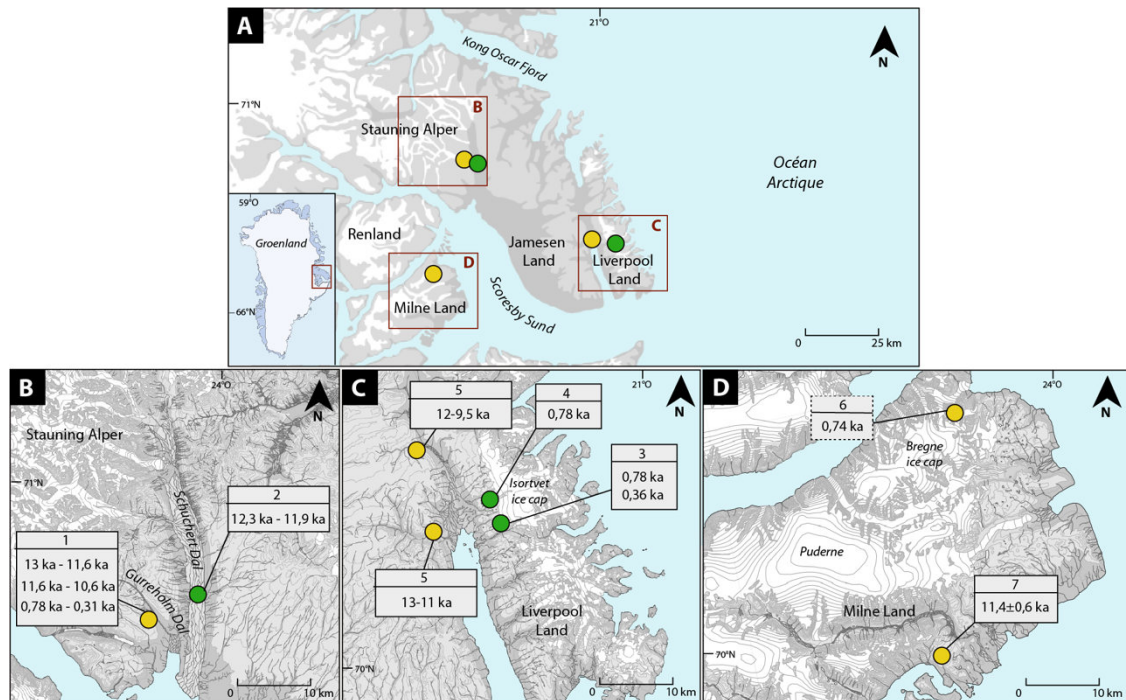 A
21°O
Kong Oscar Fjord
N
71°N
B
Stauning Alper
Océan
Arctique
59°O
Groenland
66°N
Renland
C
Jamesen
Land
Liverpool
Land
D
Milne Land
Scoresby Sund
0 25 km
B
24°O
N
Stauning Alper
71°N
Schuchert Dal
2
12,3 ka - 11,9 ka
1
13 ka - 11,6 ka
11,6 ka - 10,6 ka
0,78 ka - 0,31 ka
Gurreholm Dal
0 10 km
C
21°O
N
5
12-9,5 ka
4
0,78 ka
3
0,78 ka
0,36 ka
Isortvet
ice cap
5
13-11 ka
Liverpool
Land
70°N
0 10 km
D
24°O
N
6
0,74 ka
Bregne
ice cap
Puderne
7
11,4±0,6 ka
Milne Land
70°N
0 10 km